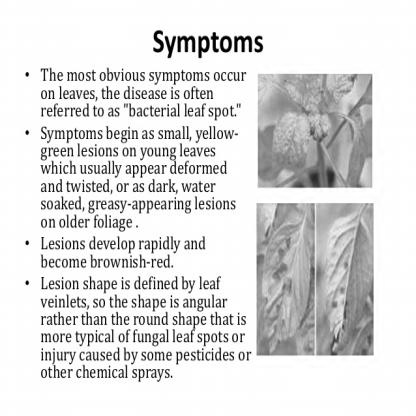 Symptoms
• The most obvious symptoms occur
on leaves, the disease is often
referred to as "bacterial leaf spot."
• Symptoms begin as small, yellow-
green lesions on young leaves
which usually appear deformed
and twisted, or as dark, water
soaked, greasy-appearing lesions
on older foliage .
• Lesions develop rapidly and
become brownish-red.
• Lesion shape is defined by leaf
veinlets, so the shape is angular
rather than the round shape that is
more typical of fungal leaf spots or
injury caused by some pesticides or
other chemical sprays.